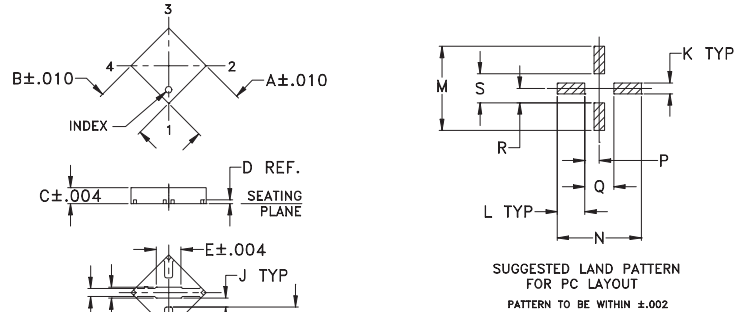 3
4
2
B±.010
A±.010
INDEX
1
D REF.
C±.004
SEATING
PLANE
E±.004
J TYP
K TYP
M
S
R
P
Q
L TYP
N
SUGGESTED LAND PATTERN
FOR PC LAYOUT
PATTERN TO BE WITHIN ±.002